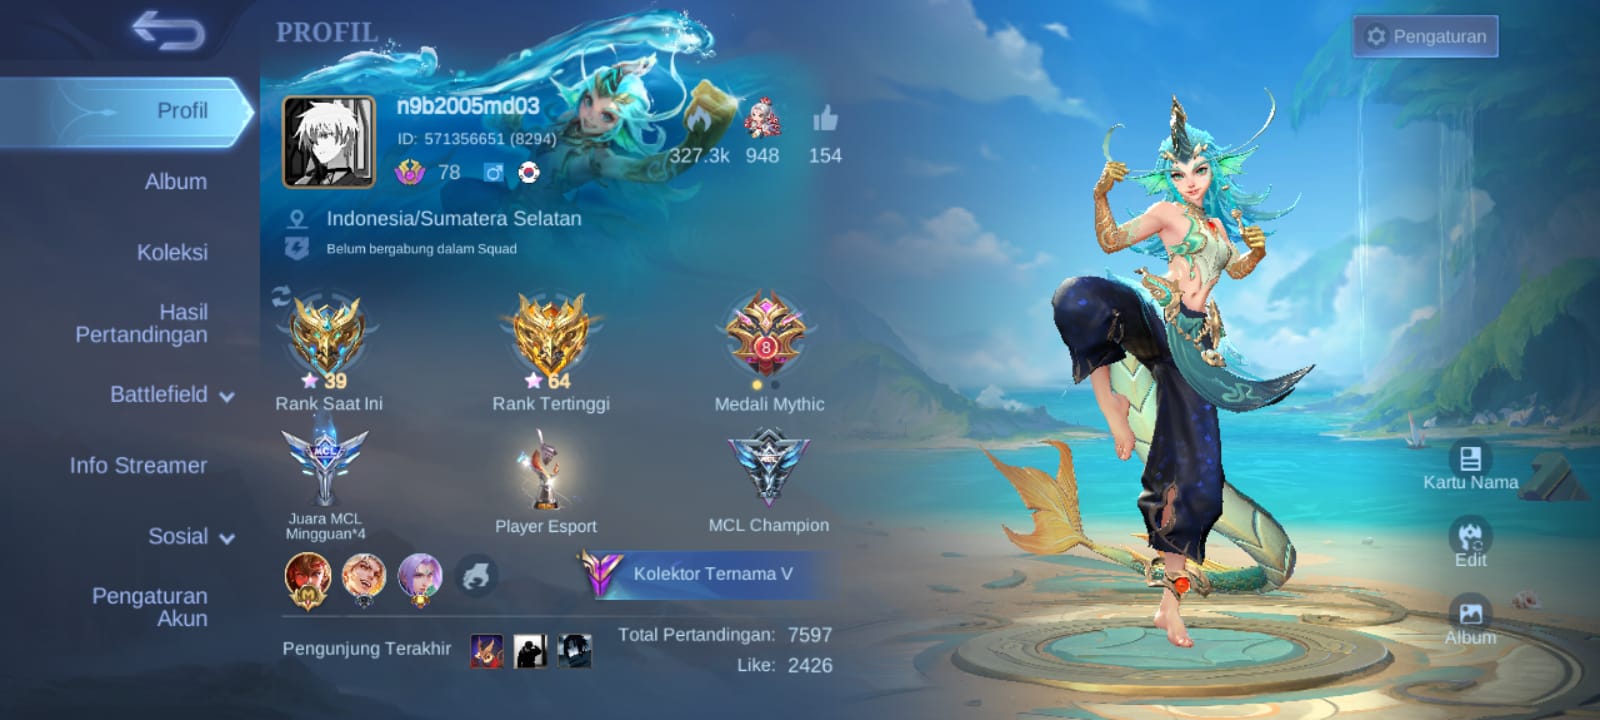 PROFIL
Pengaturan
Profil
Album
Koleksi
Hasil
Pertandingan
Battlefield
Info Streamer
Sosial
Pengaturan
Akun
n9b2005md03
ID: 571356651 (8294)
78
327.3k
948
154
Indonesia/Sumatera Selatan
Belum bergabung dalam Squad
39
Rank Saat Ini
64
Rank Tertinggi
8
Medali Mythic
MCL
Juara MCL
Mingguan*4
Player Esport
MCL
MCL Champion
Kolektor Ternama V
Pengunjung Terakhir
Total Pertandingan: 7597
Like: 2426
Kartu Nama
Edit
Album